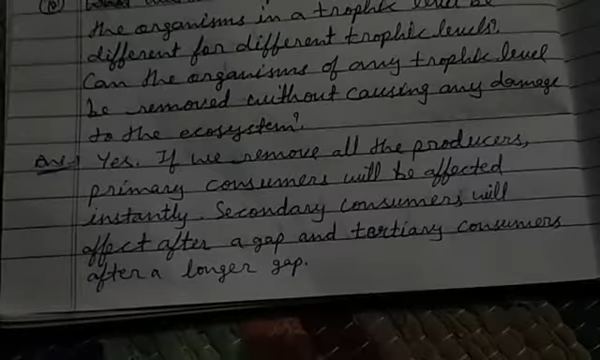 (b)
the organisms in a trophic level be
different for different trophic levels?
Can the organisms of any trophic level
be removed without causing any damage
to the ecosystem?
Ans) Yes. If we remove all the producers,
primary consumers will be affected
instantly. Secondary consumers will
affect after a gap and tertiary consumers
after a longer gap.